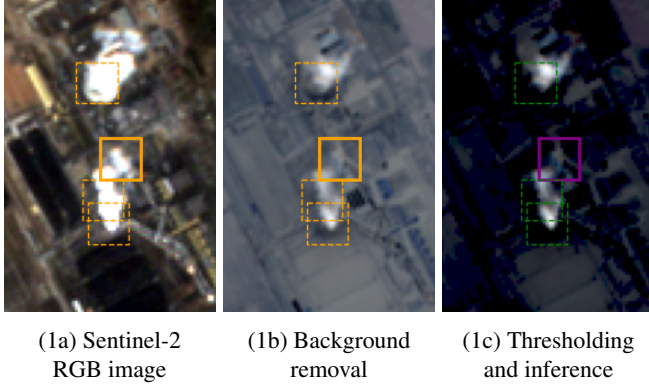 (1a) Sentinel-2
RGB image
(1b) Background
removal
(1c) Thresholding
and inference